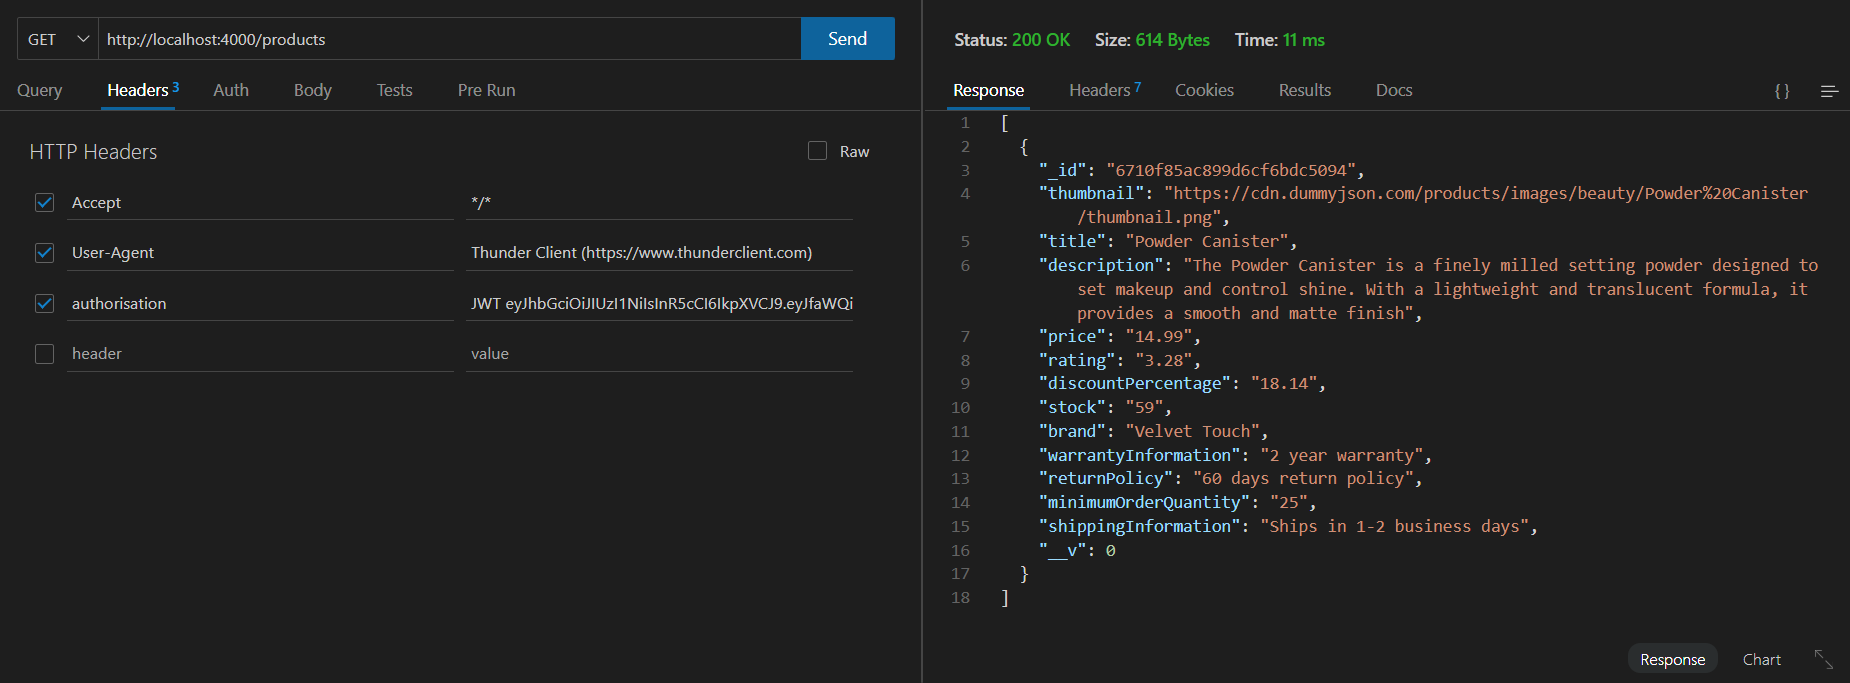 GET http://localhost:4000/products Send
Query Headers 3 Auth Body Tests Pre Run
HTTP Headers Raw
Accept */*
User-Agent Thunder Client (https://www.thunderclient.com)
authorisation JWT eyJhbGciOiJIUzI1NiIsInR5cCI6IkpXVCJ9.eyJfaWQi
header value
Status: 200 OK Size: 614 Bytes Time: 11 ms
Response Headers 7 Cookies Results Docs { }
1 [
2 {
3 "_id": "6710f85ac899d6cf6bdc5094",
4 "thumbnail": "https://cdn.dummyjson.com/products/images/beauty/Powder%20Canister
/thumbnail.png",
5 "title": "Powder Canister",
6 "description": "The Powder Canister is a finely milled setting powder designed to
set makeup and control shine. With a lightweight and translucent formula, it
provides a smooth and matte finish",
7 "price": "14.99",
8 "rating": "3.28",
9 "discountPercentage": "18.14",
10 "stock": "59",
11 "brand": "Velvet Touch",
12 "warrantyInformation": "2 year warranty",
13 "returnPolicy": "60 days return policy",
14 "minimumOrderQuantity": "25",
15 "shippingInformation": "Ships in 1-2 business days",
16 "__v": 0
17 }
18 ]
Response Chart